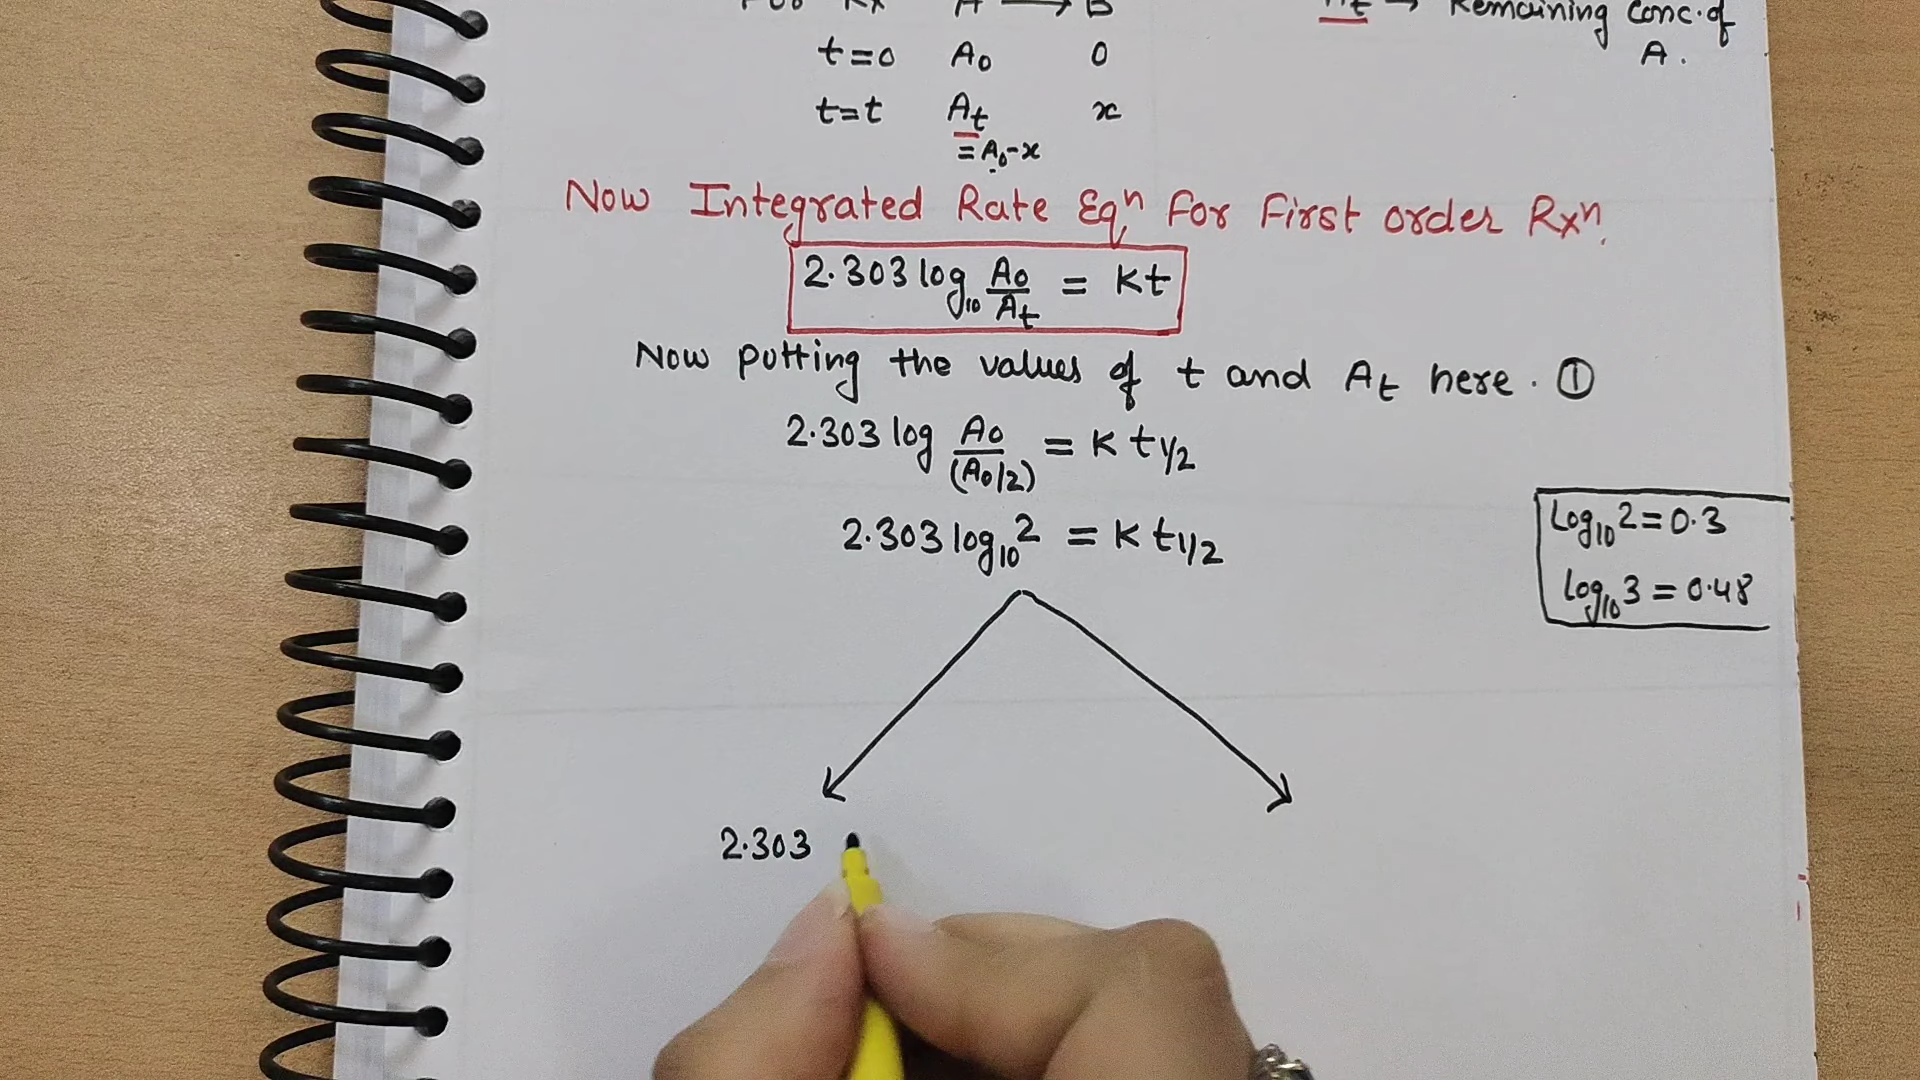 A → B
At → Remaining Conc. of A.
t=0 A₀ 0
t=t At x
= A₀-x
Now Integrated Rate Eqⁿ for First order Rxⁿ.
2.303 log₁₀ A₀/At = Kt
Now putting the values of t and At here. ①
2.303 log A₀/(A₀/2) = K t1/2
2.303 log₁₀2 = K t1/2
Log₁₀2=0.3
log₁₀3 = 0.48
2.303